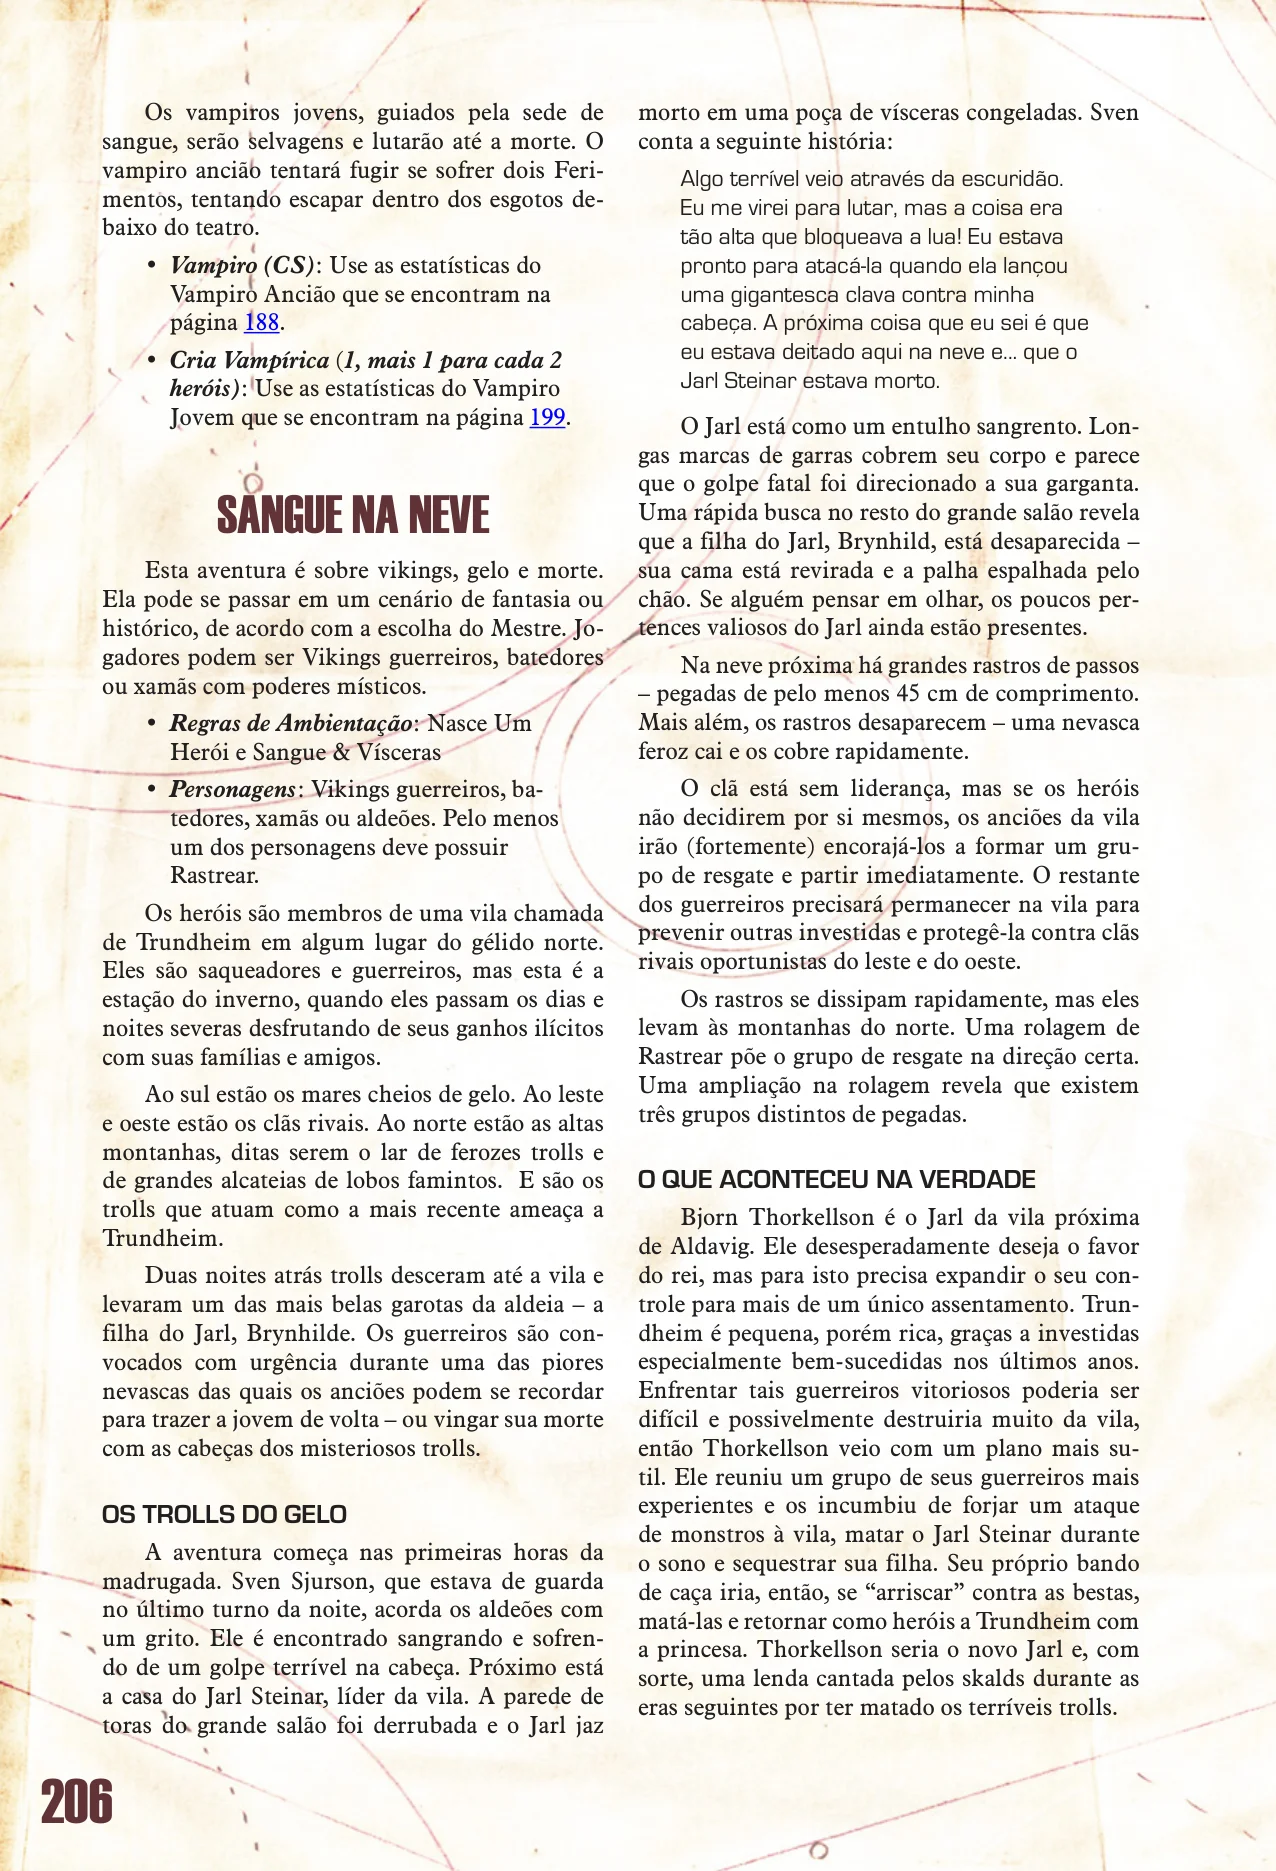 Os vampiros jovens, guiados pela sede de
sangue, serão selvagens e lutarão até a morte. O
vampiro ancião tentará fugir se sofrer dois Feri-
mentos, tentando escapar dentro dos esgotos de-
baixo do teatro.
• Vampiro (CS): Use as estatísticas do
Vampiro Ancião que se encontram na
página 188.
• Cria Vampírica (1, mais 1 para cada 2
heróis): Use as estatísticas do Vampiro
Jovem que se encontram na página 199.
SANGUE NA NEVE
Esta aventura é sobre vikings, gelo e morte.
Ela pode se passar em um cenário de fantasia ou
histórico, de acordo com a escolha do Mestre. Jo-
gadores podem ser Vikings guerreiros, batedores
ou xamãs com poderes místicos.
• Regras de Ambientação: Nasce Um
Herói e Sangue & Vísceras
• Personagens: Vikings guerreiros, ba-
tedores, xamãs ou aldeões. Pelo menos
um dos personagens deve possuir
Rastrear.
Os heróis são membros de uma vila chamada
de Trundheim em algum lugar do gélido norte.
Eles são saqueadores e guerreiros, mas esta é a
estação do inverno, quando eles passam os dias e
noites severas desfrutando de seus ganhos ilícitos
com suas famílias e amigos.
Ao sul estão os mares cheios de gelo. Ao leste
e oeste estão os clãs rivais. Ao norte estão as altas
montanhas, ditas serem o lar de ferozes trolls e
de grandes alcateias de lobos famintos. E são os
trolls que atuam como a mais recente ameaça a
Trundheim.
Duas noites atrás trolls desceram até a vila e
levaram um das mais belas garotas da aldeia – a
filha do Jarl, Brynhilde. Os guerreiros são con-
vocados com urgência durante uma das piores
nevascas das quais os anciões podem se recordar
para trazer a jovem de volta – ou vingar sua morte
com as cabeças dos misteriosos trolls.
OS TROLLS DO GELO
A aventura começa nas primeiras horas da
madrugada. Sven Sjurson, que estava de guarda
no último turno da noite, acorda os aldeões com
um grito. Ele é encontrado sangrando e sofren-
do de um golpe terrível na cabeça. Próximo está
a casa do Jarl Steinar, líder da vila. A parede de
toras do grande salão foi derrubada e o Jarl jaz
morto em uma poça de vísceras congeladas. Sven
conta a seguinte história:
Algo terrível veio através da escuridão.
Eu me virei para lutar, mas a coisa era
tão alta que bloqueava a lua! Eu estava
pronto para atacá-la quando ela lançou
uma gigantesca clava contra minha
cabeça. A próxima coisa que eu sei é que
eu estava deitado aqui na neve e... que o
Jarl Steinar estava morto.
O Jarl está como um entulho sangrento. Lon-
gas marcas de garras cobrem seu corpo e parece
que o golpe fatal foi direcionado a sua garganta.
Uma rápida busca no resto do grande salão revela
que a filha do Jarl, Brynhild, está desaparecida –
sua cama está revirada e a palha espalhada pelo
chão. Se alguém pensar em olhar, os poucos per-
tences valiosos do Jarl ainda estão presentes.
Na neve próxima há grandes rastros de passos
– pegadas de pelo menos 45 cm de comprimento.
Mais além, os rastros desaparecem – uma nevasca
feroz cai e os cobre rapidamente.
O clã está sem liderança, mas se os heróis
não decidirem por si mesmos, os anciões da vila
irão (fortemente) encorajá-los a formar um gru-
po de resgate e partir imediatamente. O restante
dos guerreiros precisará permanecer na vila para
prevenir outras investidas e protegê-la contra clãs
rivais oportunistas do leste e do oeste.
Os rastros se dissipam rapidamente, mas eles
levam às montanhas do norte. Uma rolagem de
Rastrear põe o grupo de resgate na direção certa.
Uma ampliação na rolagem revela que existem
três grupos distintos de pegadas.
O QUE ACONTECEU NA VERDADE
Bjorn Thorkellson é o Jarl da vila próxima
de Aldavig. Ele desesperadamente deseja o favor
do rei, mas para isto precisa expandir o seu con-
trole para mais de um único assentamento. Trun-
dheim é pequena, porém rica, graças a investidas
especialmente bem-sucedidas nos últimos anos.
Enfrentar tais guerreiros vitoriosos poderia ser
difícil e possivelmente destruiria muito da vila,
então Thorkellson veio com um plano mais su-
til. Ele reuniu um grupo de seus guerreiros mais
experientes e os incumbiu de forjar um ataque
de monstros à vila, matar o Jarl Steinar durante
o sono e sequestrar sua filha. Seu próprio bando
de caça iria, então, se “arriscar” contra as bestas,
matá-las e retornar como heróis a Trundheim com
a princesa. Thorkellson seria o novo Jarl e, com
sorte, uma lenda cantada pelos skalds durante as
eras seguintes por ter matado os terríveis trolls.
206